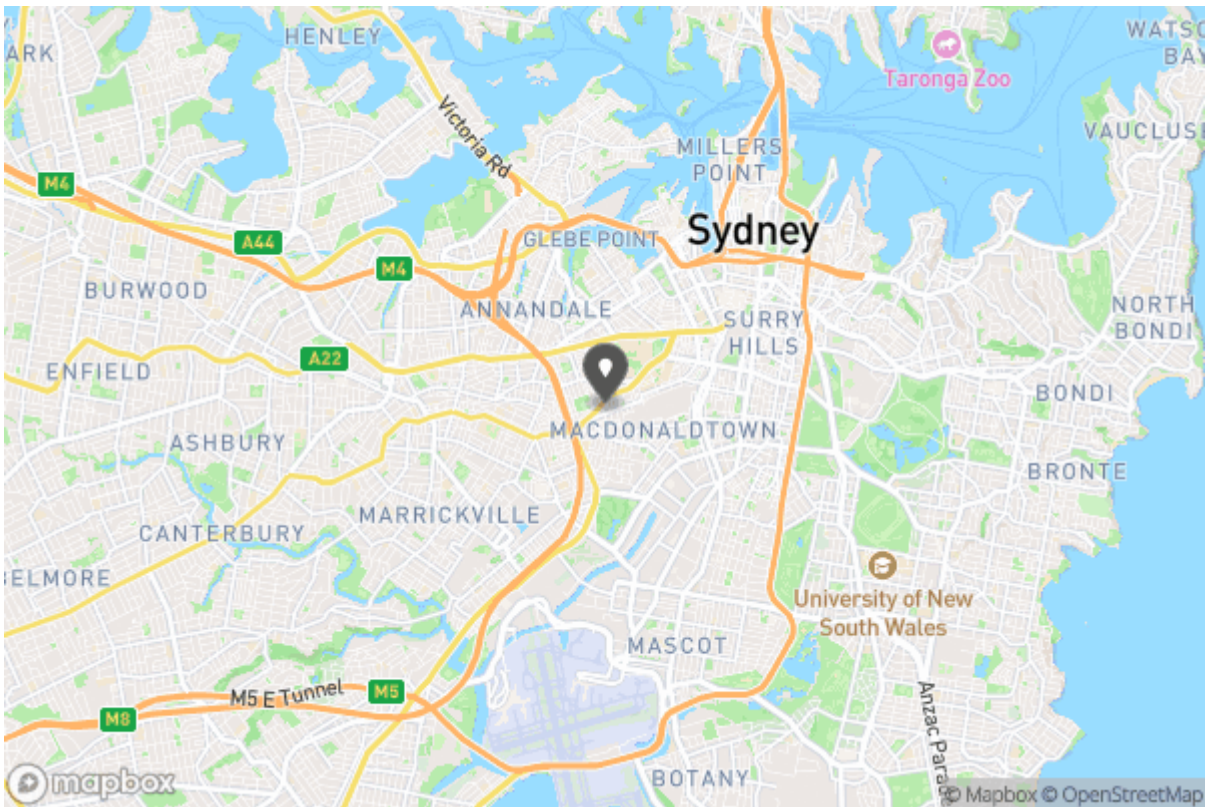 HENLEY
WATSO
BAY
ARK
Taronga Zoo
Victoria Rd
VAUCLUSE
MILLERS
POINT
M4
Sydney
A44
GLEBE POINT
M4
BURWOOD
ANNANDALE
NORTH
BONDI
SURRY
HILLS
A22
ENFIELD
BONDI
MACDONALDTOWN
ASHBURY
BRONTE
MARRICKVILLE
CANTERBURY
BELMORE
University of New
South Wales
MASCOT
M5 E Tunnel
M5
M8
Anzac Parad
BOTANY
mapbox
© Mapbox © OpenStreetMap